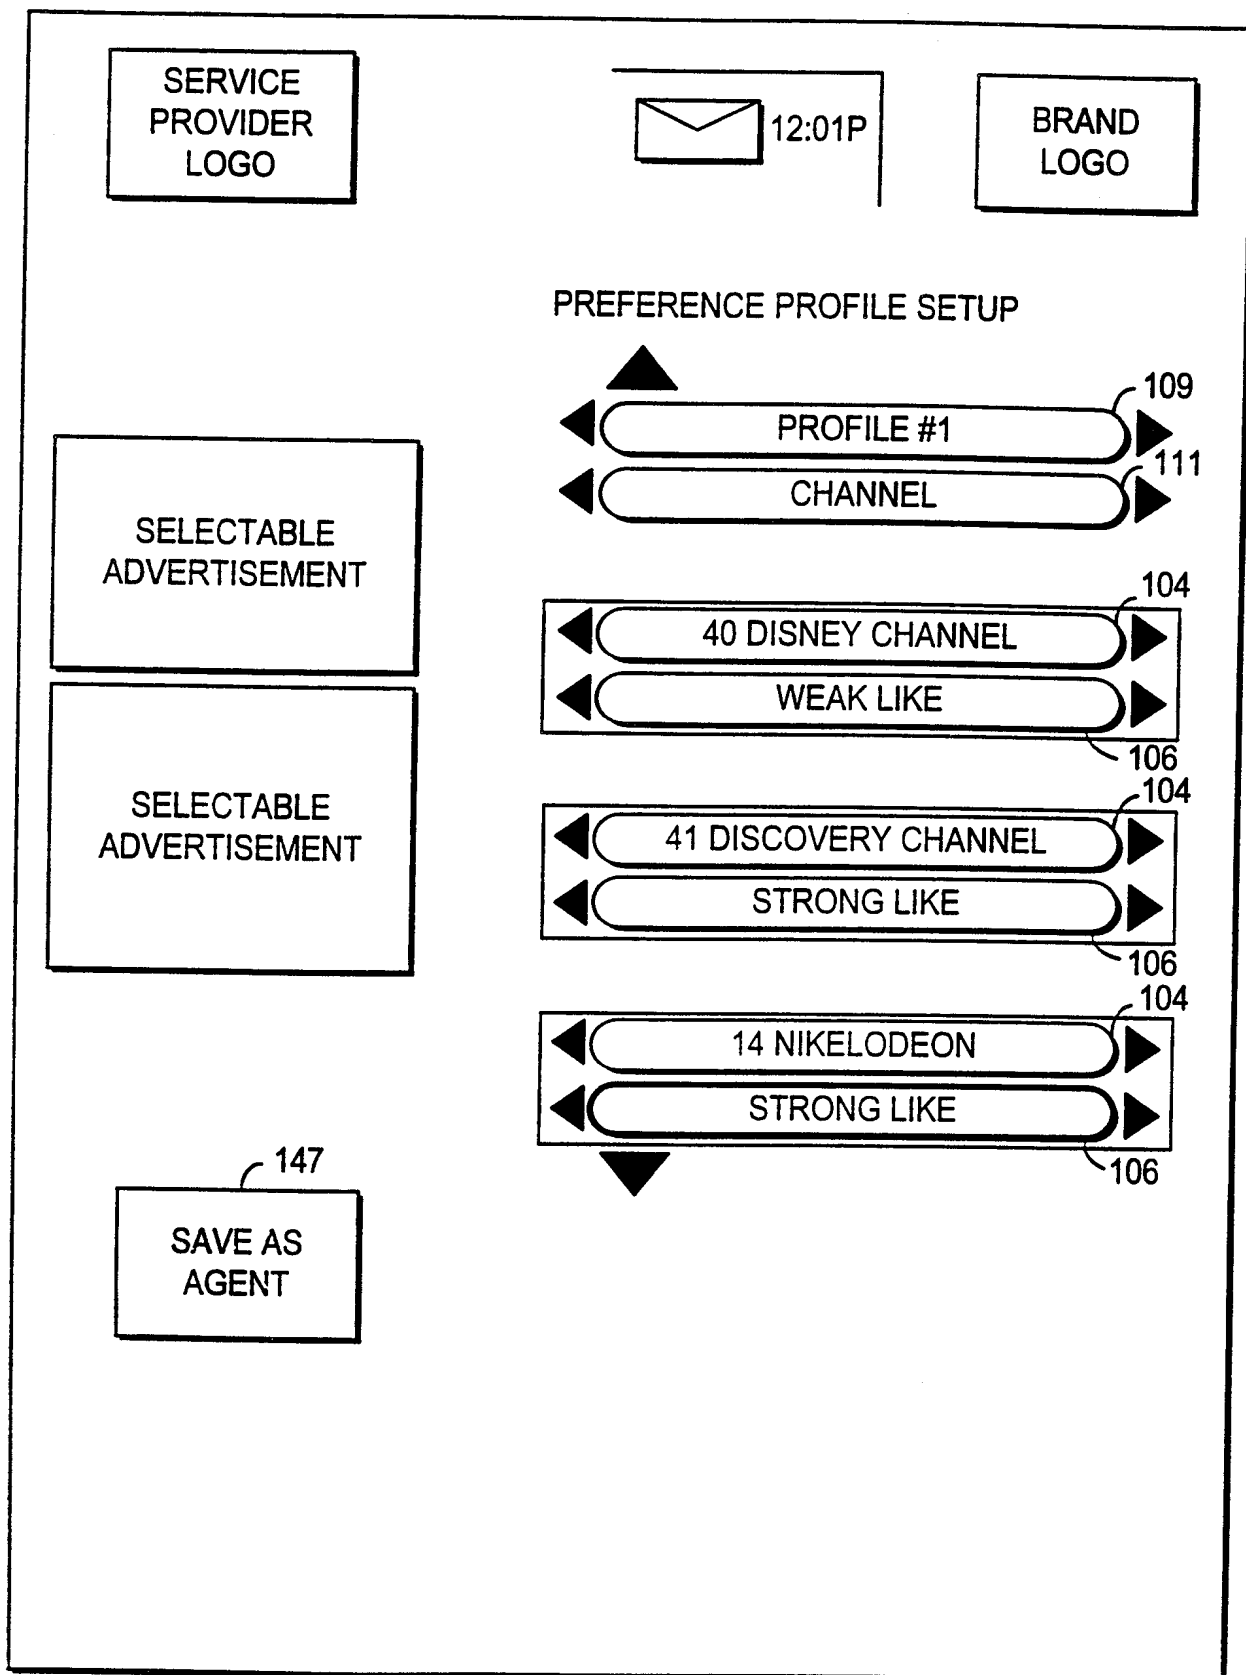 SERVICE
PROVIDER
LOGO
12:01P
BRAND
LOGO
PREFERENCE PROFILE SETUP
109
PROFILE #1
111
CHANNEL
SELECTABLE
ADVERTISEMENT
104
40 DISNEY CHANNEL
WEAK LIKE
106
SELECTABLE
ADVERTISEMENT
104
41 DISCOVERY CHANNEL
STRONG LIKE
106
104
14 NIKELODEON
STRONG LIKE
106
147
SAVE AS
AGENT